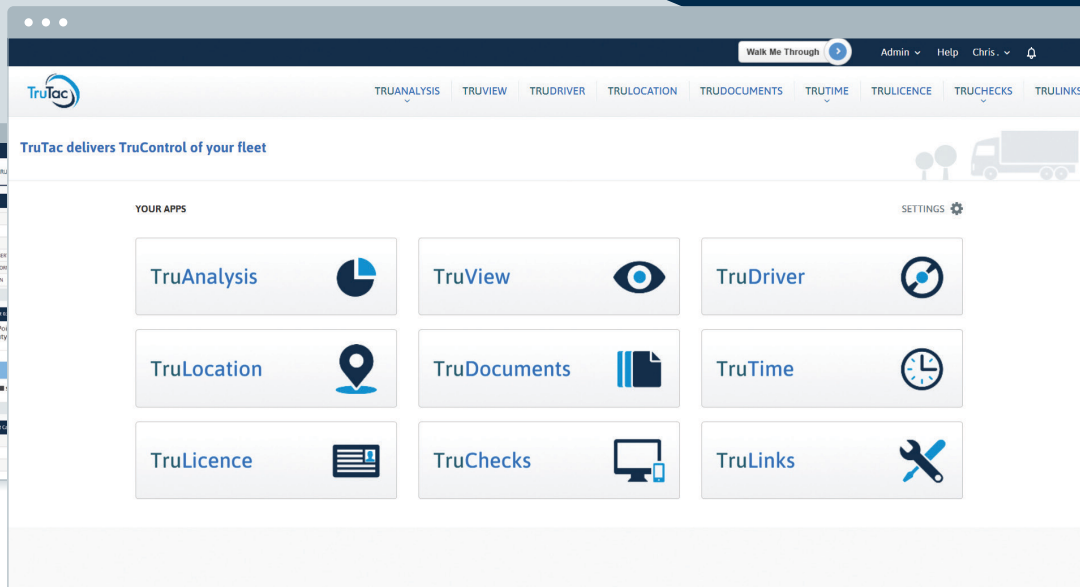 Walk Me Through Admin Help Chris.
TruTac TRUANALYSIS TRUVIEW TRUDRIVER TRULOCATION TRUDOCUMENTS TRUTIME TRULICENCE TRUCHECKS TRULINKS
TruTac delivers TruControl of your fleet
YOUR APPS SETTINGS
TruAnalysis TruView TruDriver
TruLocation TruDocuments TruTime
TruLicence TruChecks TruLinks